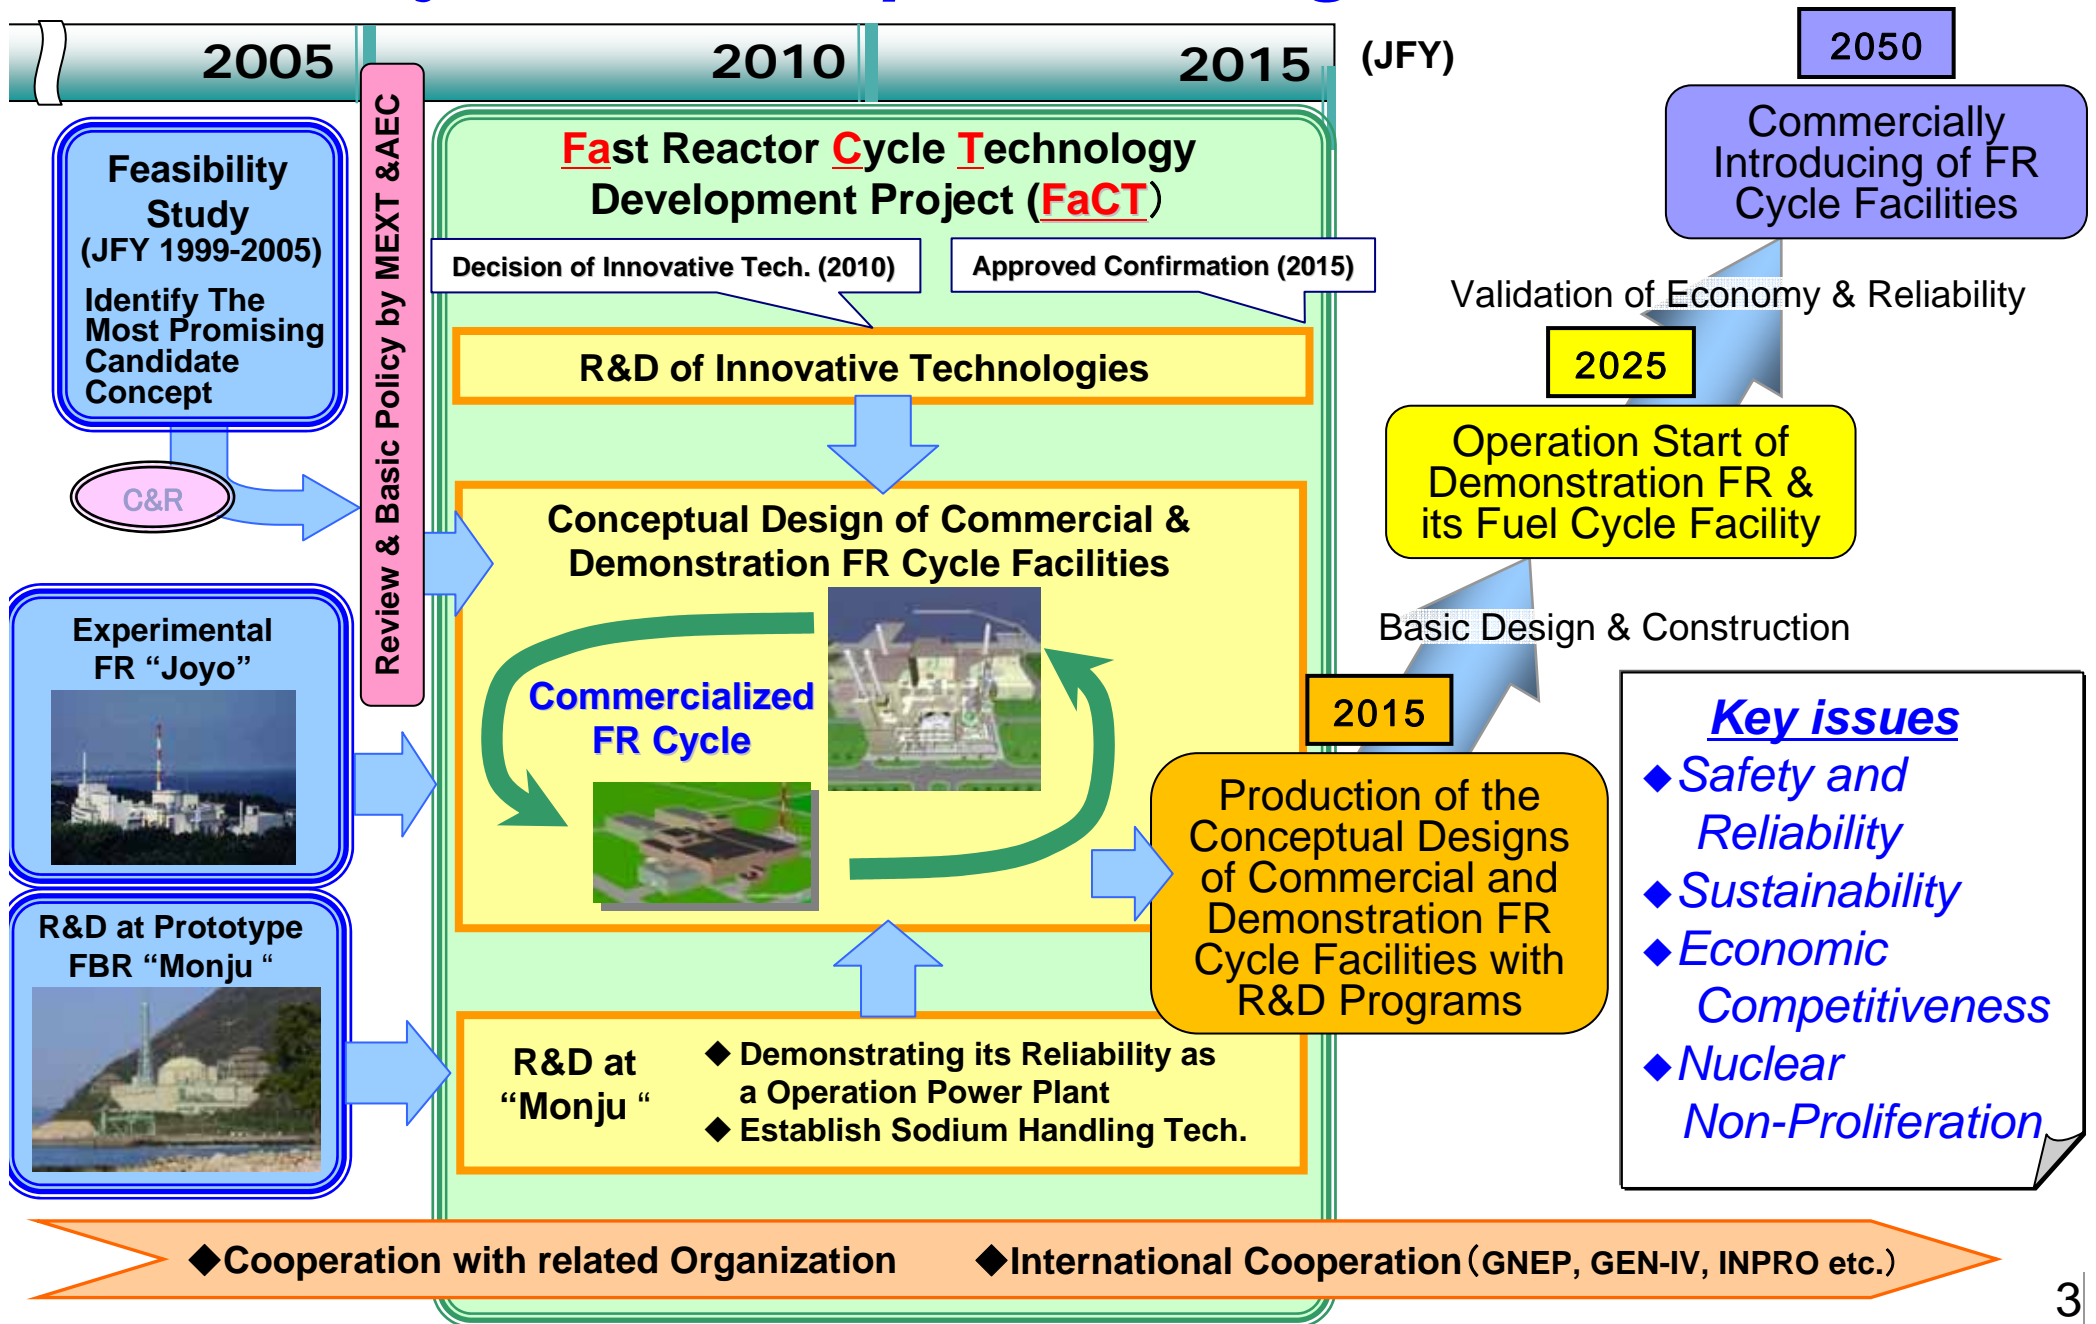 2005
2010
2015
(JFY)
Feasibility
Study
(JFY 1999-2005)
Identify The
Most Promising
Candidate
Concept
C&R
Review & Basic Policy by MEXT &AEC
Experimental
FR “Joyo”
R&D at Prototype
FBR “Monju “
Fast Reactor Cycle Technology
Development Project (FaCT)
Decision of Innovative Tech. (2010)
Approved Confirmation (2015)
R&D of Innovative Technologies
Conceptual Design of Commercial &
Demonstration FR Cycle Facilities
Commercialized
FR Cycle
R&D at
“Monju “
◆ Demonstrating its Reliability as
a Operation Power Plant
◆ Establish Sodium Handling Tech.
2050
Commercially
Introducing of FR
Cycle Facilities
Validation of Economy & Reliability
2025
Operation Start of
Demonstration FR &
its Fuel Cycle Facility
Basic Design & Construction
2015
Production of the
Conceptual Designs
of Commercial and
Demonstration FR
Cycle Facilities with
R&D Programs
Key issues
◆Safety and
Reliability
◆Sustainability
◆Economic
Competitiveness
◆Nuclear
Non-Proliferation
◆Cooperation with related Organization
◆International Cooperation(GNEP, GEN-IV, INPRO etc.)
3